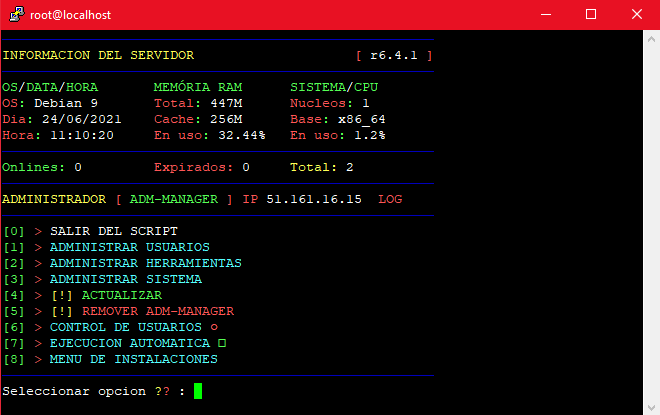 root@localhost
INFORMACION DEL SERVIDOR [ r6.4.1 ]
OS/DATA/HORA MEMÓRIA RAM SISTEMA/CPU
OS: Debian 9 Total: 447M Nucleos: 1
Dia: 24/06/2021 Cache: 256M Base: x86_64
Hora: 11:10:20 En uso: 32.44% En uso: 1.2%
Onlines: 0 Expirados: 0 Total: 2
ADMINISTRADOR [ ADM-MANAGER ] IP 51.161.16.15 LOG
[0] > SALIR DEL SCRIPT
[1] > ADMINISTRAR USUARIOS
[2] > ADMINISTRAR HERRAMIENTAS
[3] > ADMINISTRAR SISTEMA
[4] > [!] ACTUALIZAR
[5] > [!] REMOVER ADM-MANAGER
[6] > CONTROL DE USUARIOS ○
[7] > EJECUCION AUTOMATICA □
[8] > MENU DE INSTALACIONES
Seleccionar opcion ?? :